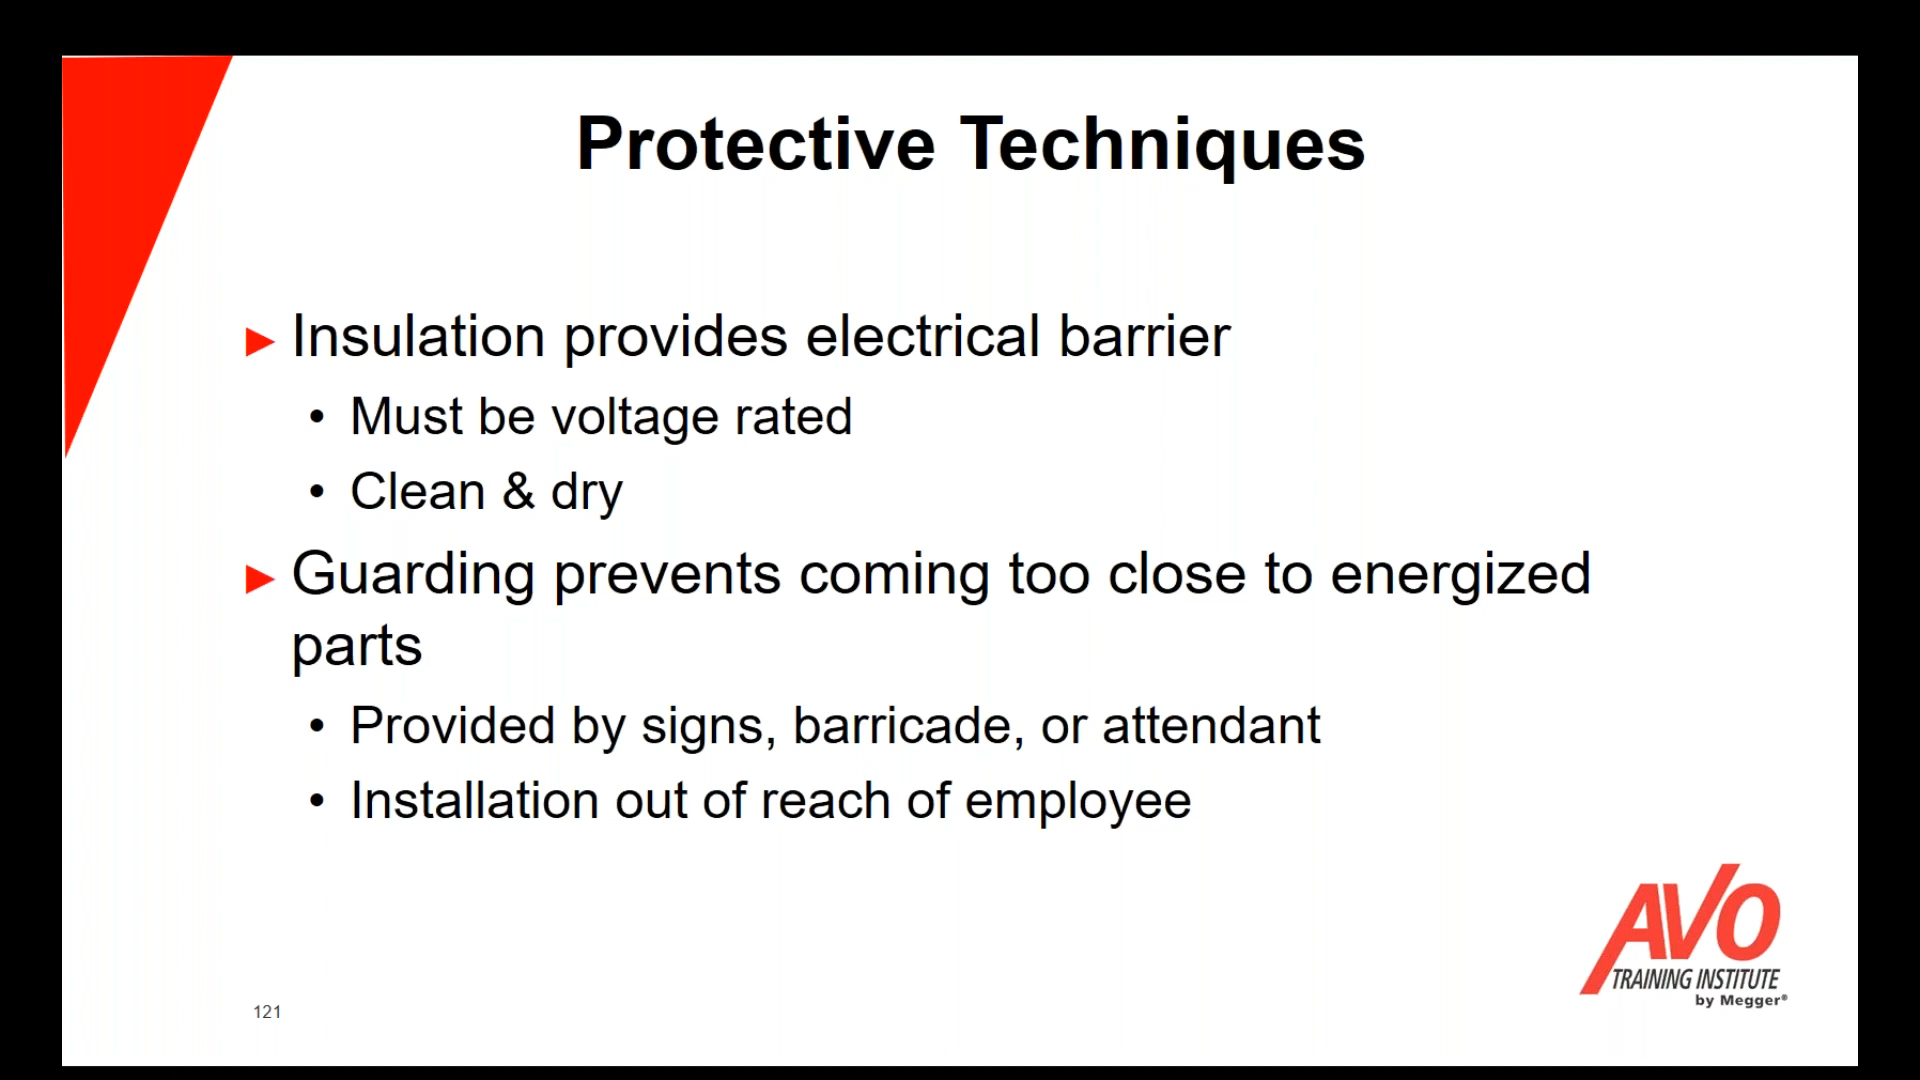 Protective Techniques
► Insulation provides electrical barrier
• Must be voltage rated
• Clean & dry
► Guarding prevents coming too close to energized
parts
• Provided by signs, barricade, or attendant
• Installation out of reach of employee
AVO
TRAINING INSTITUTE
by Megger®
121